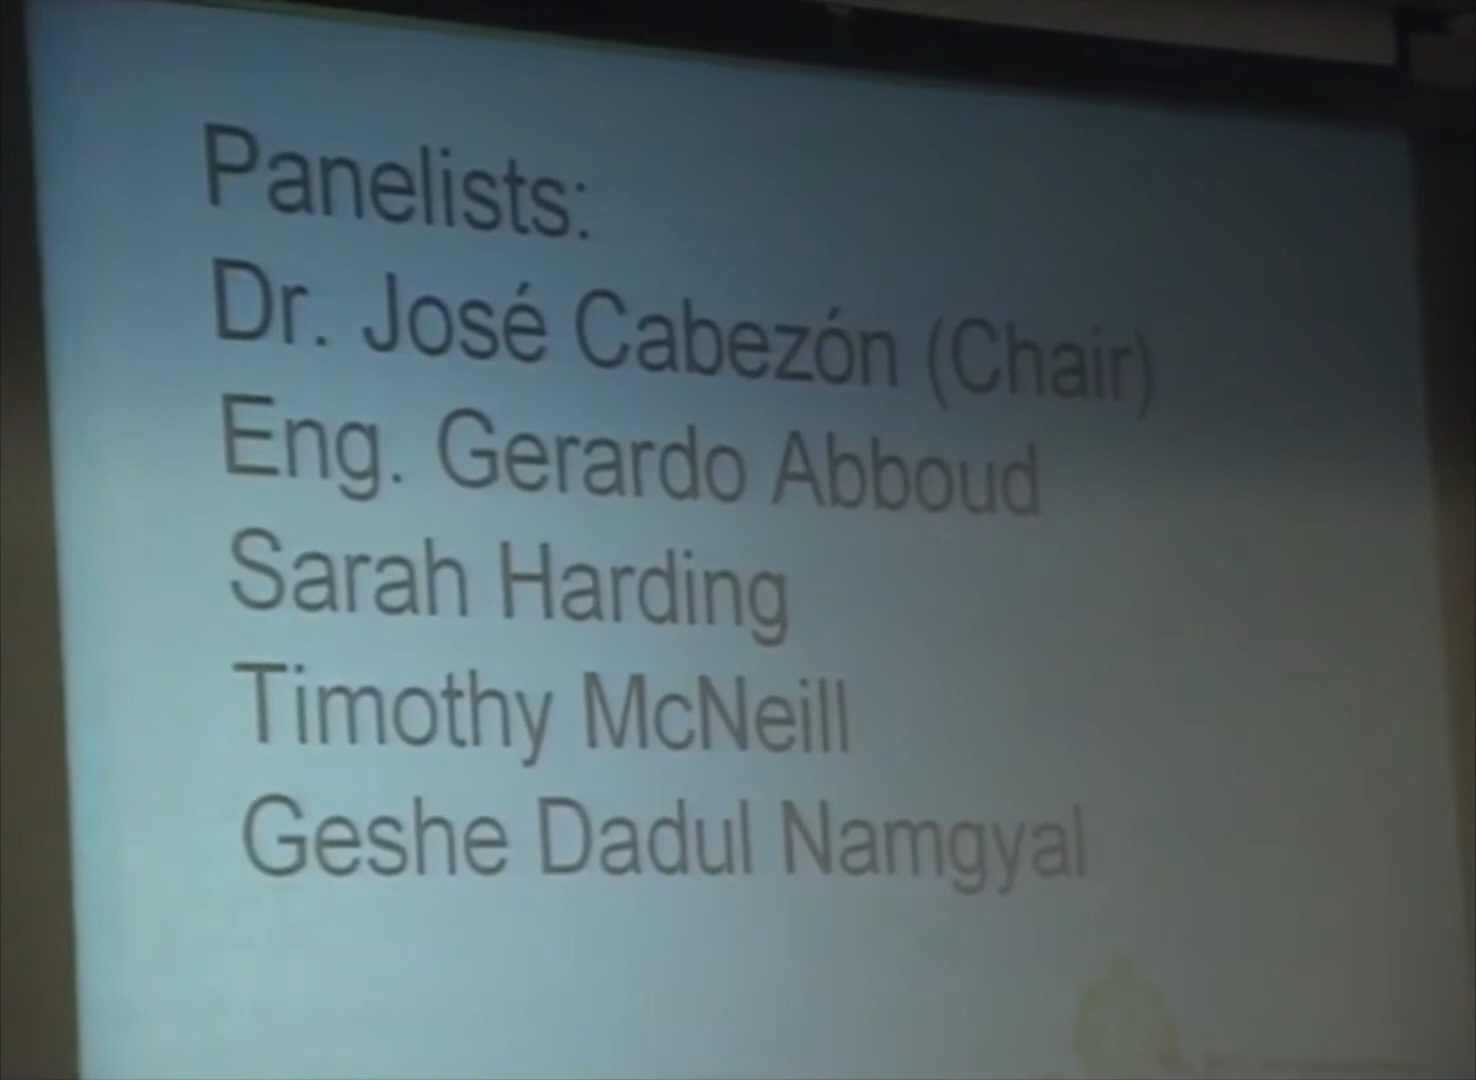 Panelists:
Dr. José Cabezón (Chair)
Eng. Gerardo Abboud
Sarah Harding
Timothy McNeill
Geshe Dadul Namgyal